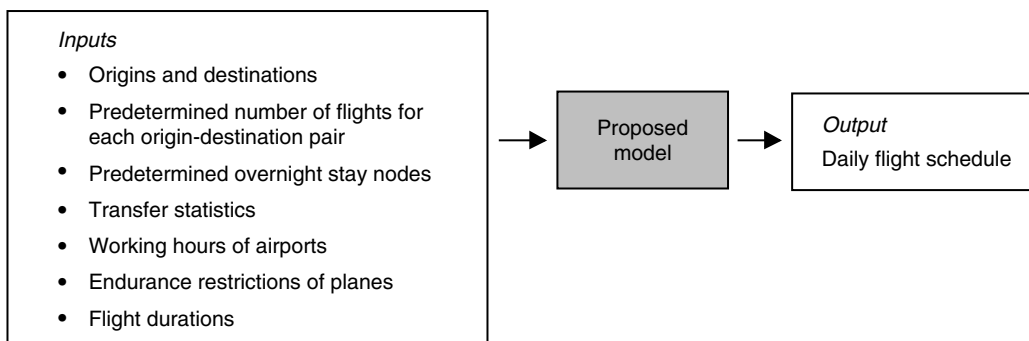 Inputs
• Origins and destinations
• Predetermined number of flights for
each origin-destination pair
• Predetermined overnight stay nodes
• Transfer statistics
• Working hours of airports
• Endurance restrictions of planes
• Flight durations
Proposed
model
Output
Daily flight schedule